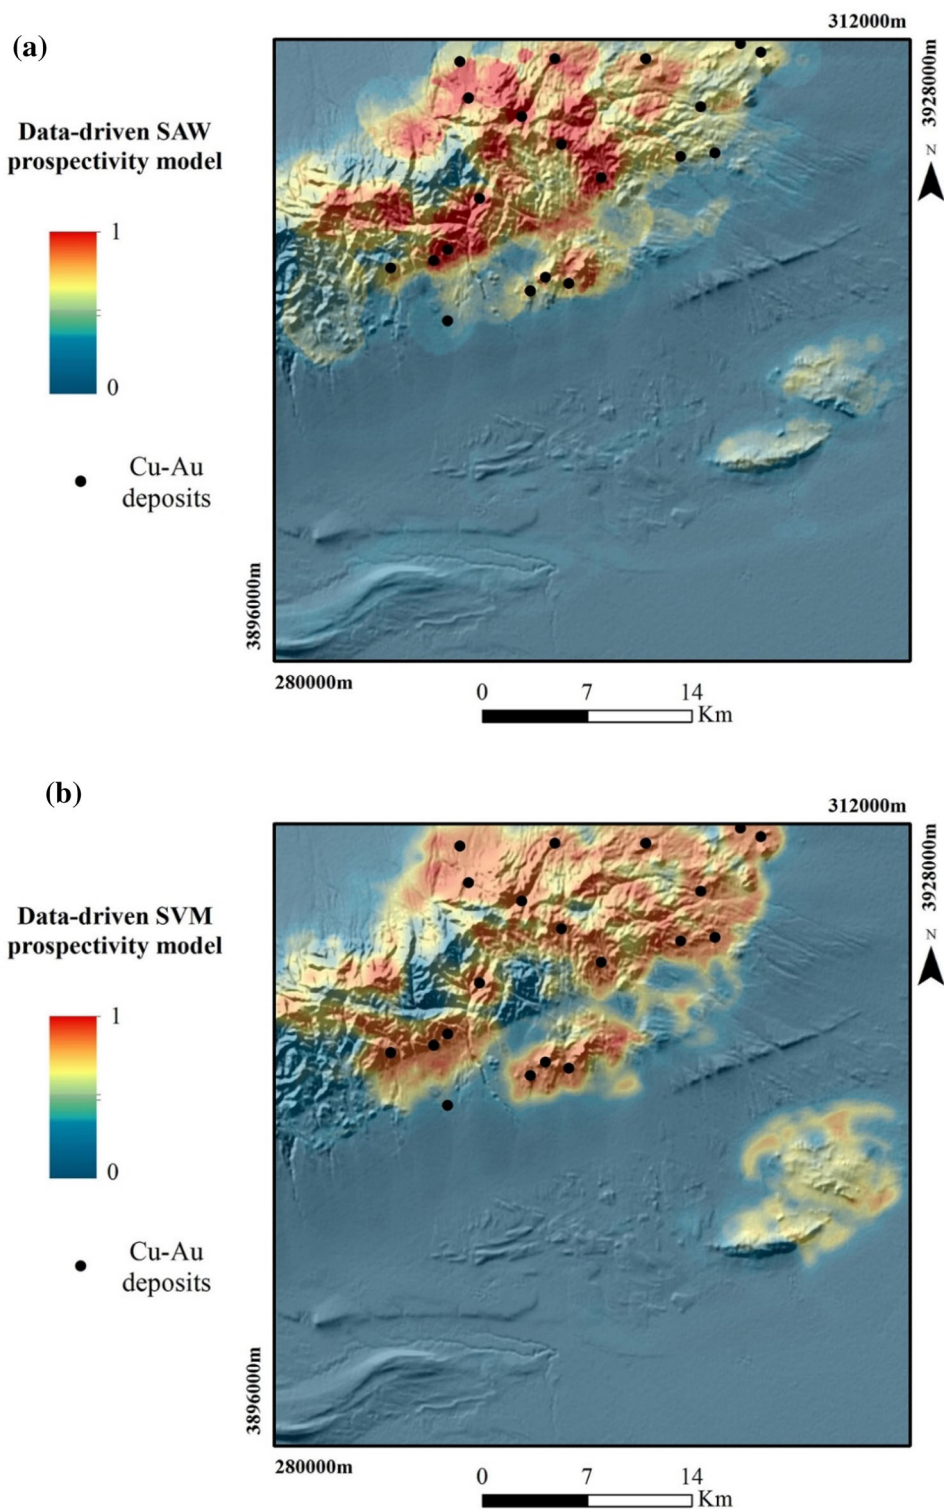 312000m
(a)
3928000m
Data-driven SAW
prospectivity model
N
1
0
Cu-Au
deposits
3896000m
280000m
0 7 14
Km
(b)
312000m
3928000m
Data-driven SVM
prospectivity model
N
1
0
Cu-Au
deposits
3896000m
280000m
0 7 14
Km